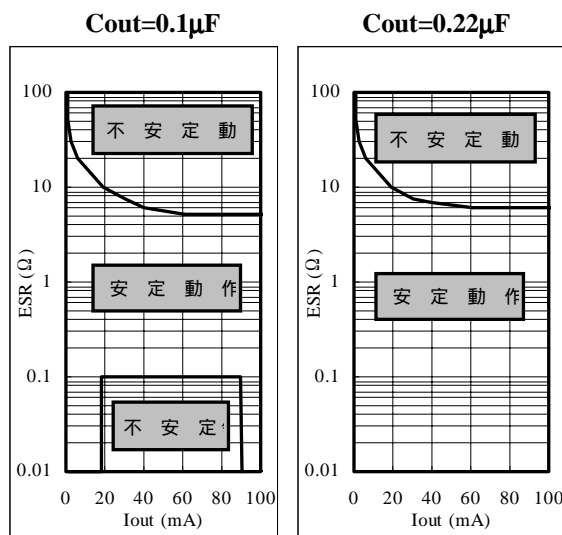 Cout=0.1μF
100
10
1
0.1
0.01
ESR (Ω)
不 安 定 動
安 定 動 作
不 安 定
0 20 40 60 80 100
Iout (mA)
Cout=0.22μF
100
10
1
0.1
0.01
ESR (Ω)
不 安 定 動
安 定 動 作
0 20 40 60 80 100
Iout (mA)